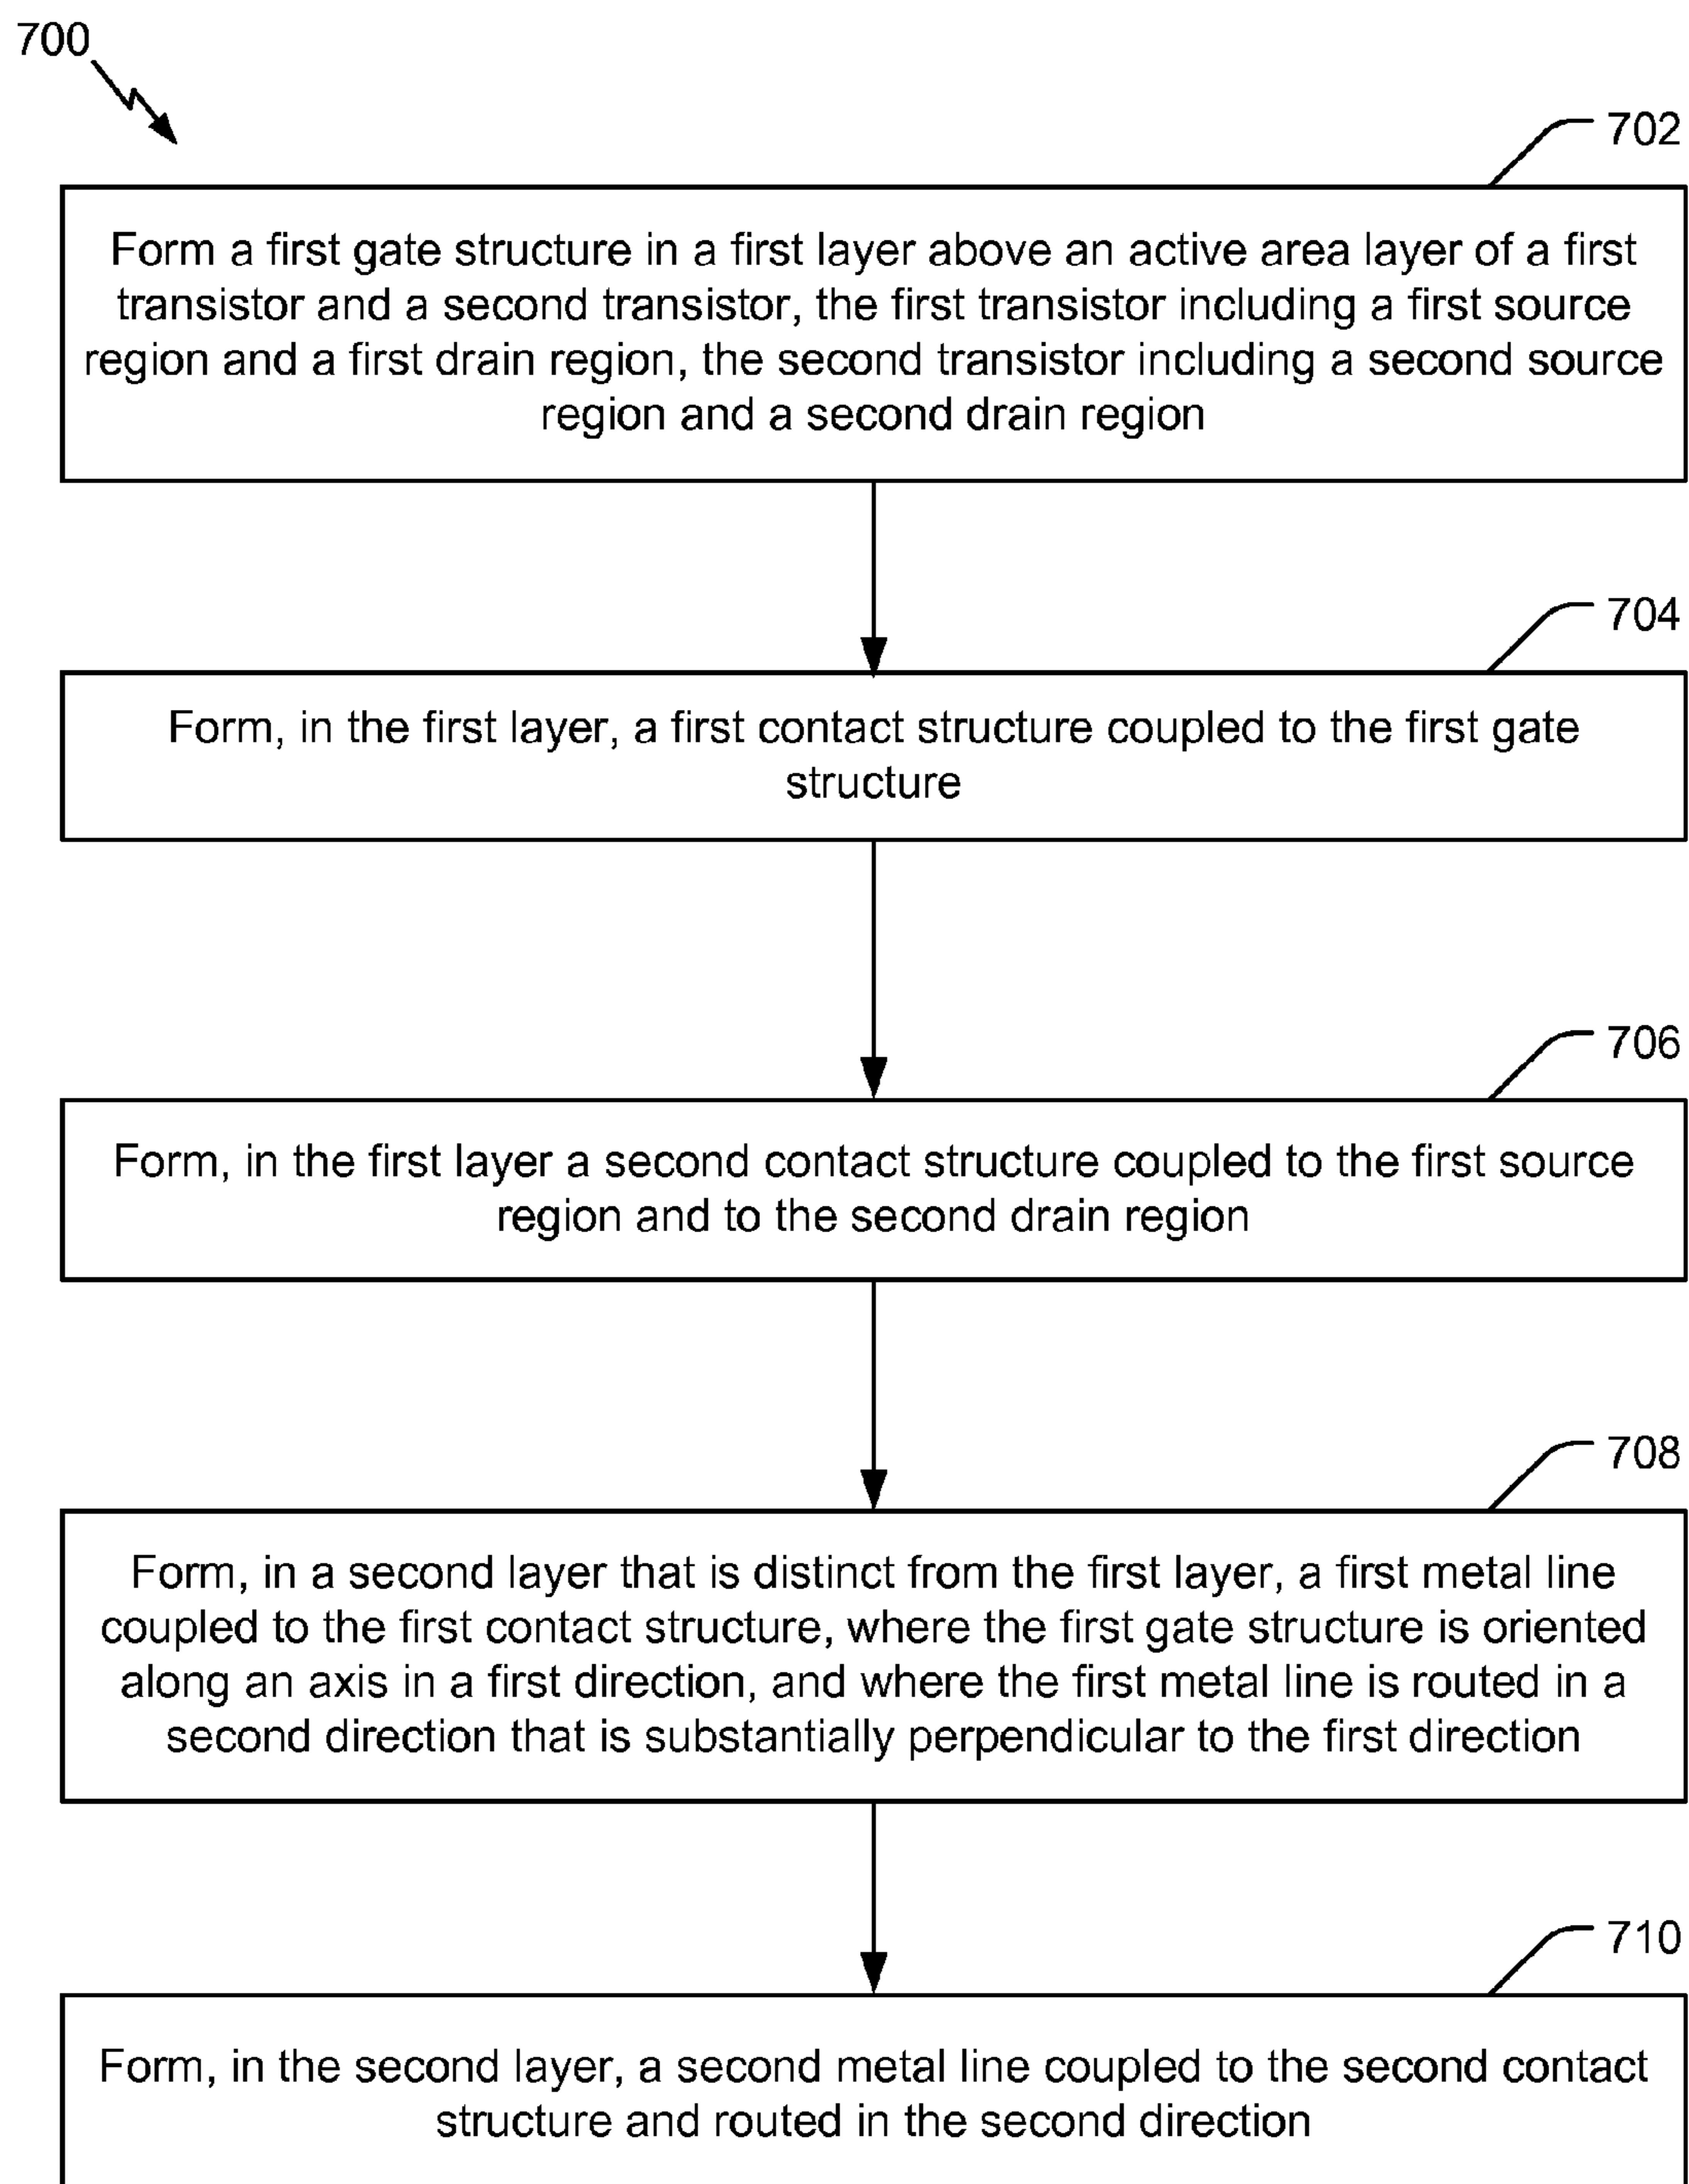 700
702
Form a first gate structure in a first layer above an active area layer of a first
transistor and a second transistor, the first transistor including a first source
region and a first drain region, the second transistor including a second source
region and a second drain region
704
Form, in the first layer, a first contact structure coupled to the first gate
structure
706
Form, in the first layer a second contact structure coupled to the first source
region and to the second drain region
708
Form, in a second layer that is distinct from the first layer, a first metal line
coupled to the first contact structure, where the first gate structure is oriented
along an axis in a first direction, and where the first metal line is routed in a
second direction that is substantially perpendicular to the first direction
710
Form, in the second layer, a second metal line coupled to the second contact
structure and routed in the second direction